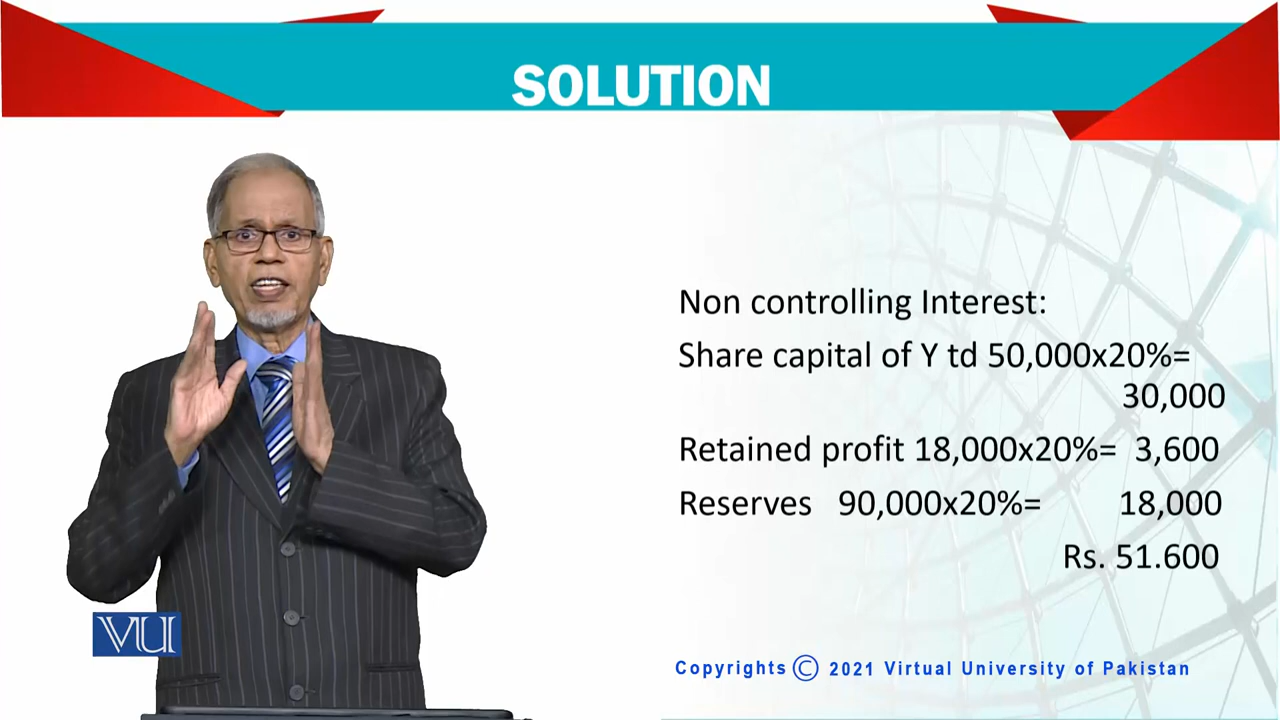 SOLUTION
Non controlling Interest:
Share capital of Y td 50,000x20%=
30,000
Retained profit 18,000x20%= 3,600
Reserves 90,000x20%= 18,000
Rs. 51.600
VU
Copyrights © 2021 Virtual University of Pakistan